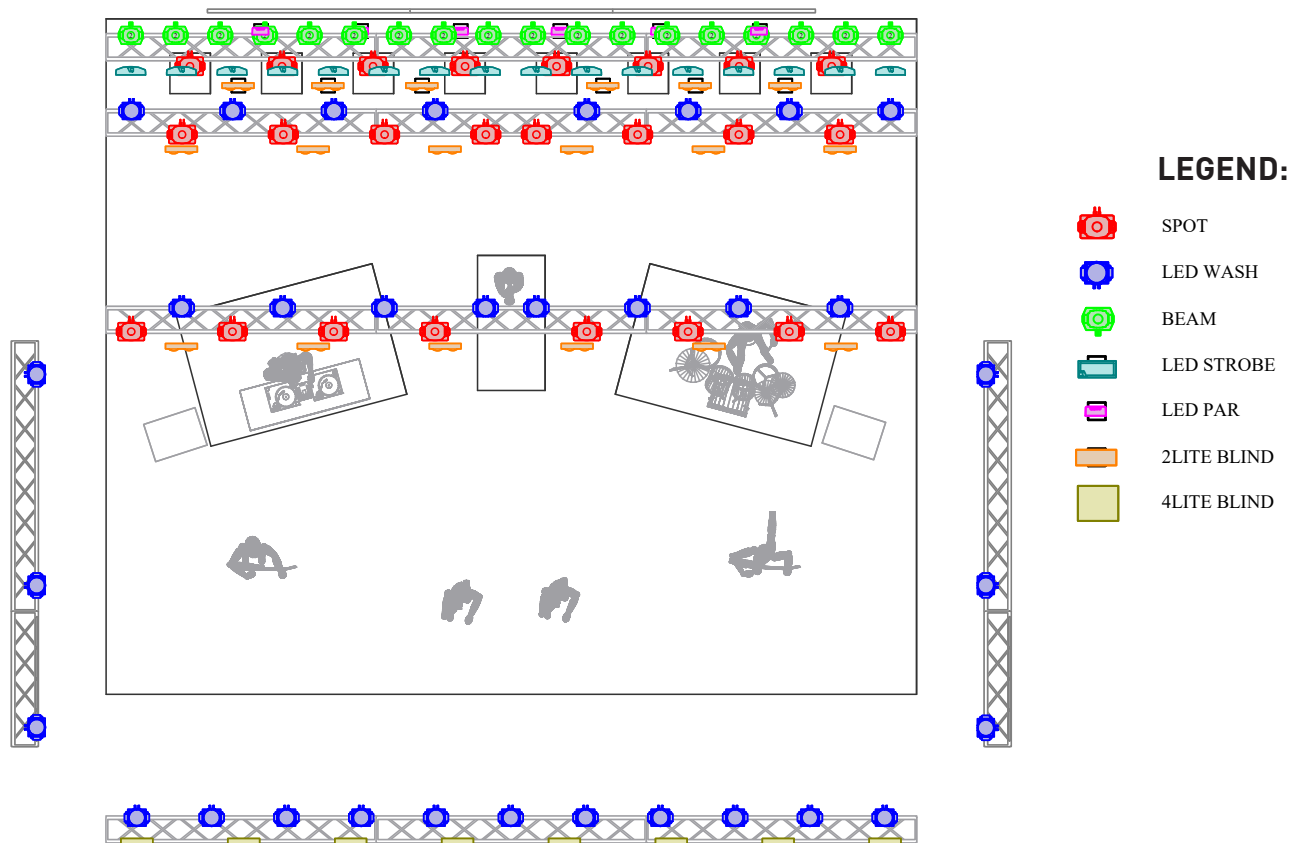 LEGEND:
SPOT
LED WASH
BEAM
LED STROBE
LED PAR
2LITE BLIND
4LITE BLIND